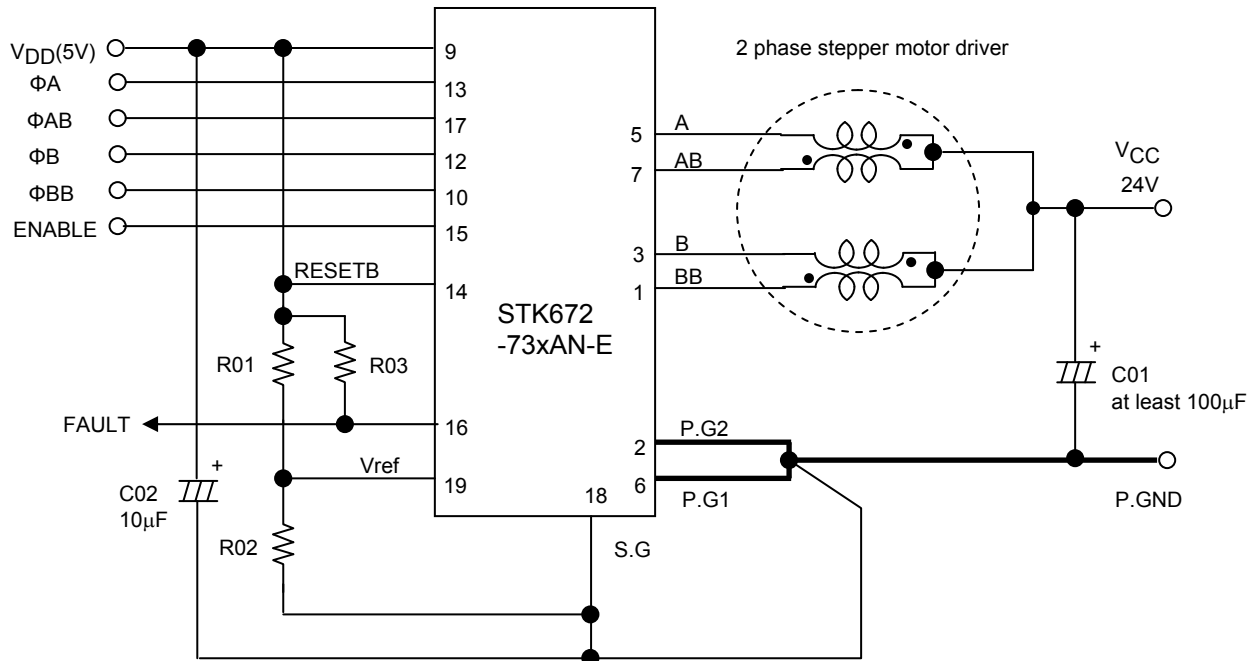 VDD(5V)
ΦA
ΦAB
ΦB
ΦBB
ENABLE
9
13
17
12
10
15
RESETB
14
R01
R03
FAULT
16
Vref
19
C02
10μF
+
R02
STK672
-73xAN-E
18
S.G
2 phase stepper motor driver
5
A
7
AB
3
B
1
BB
VCC
24V
+
C01
at least 100μF
2
P.G2
6
P.G1
P.GND